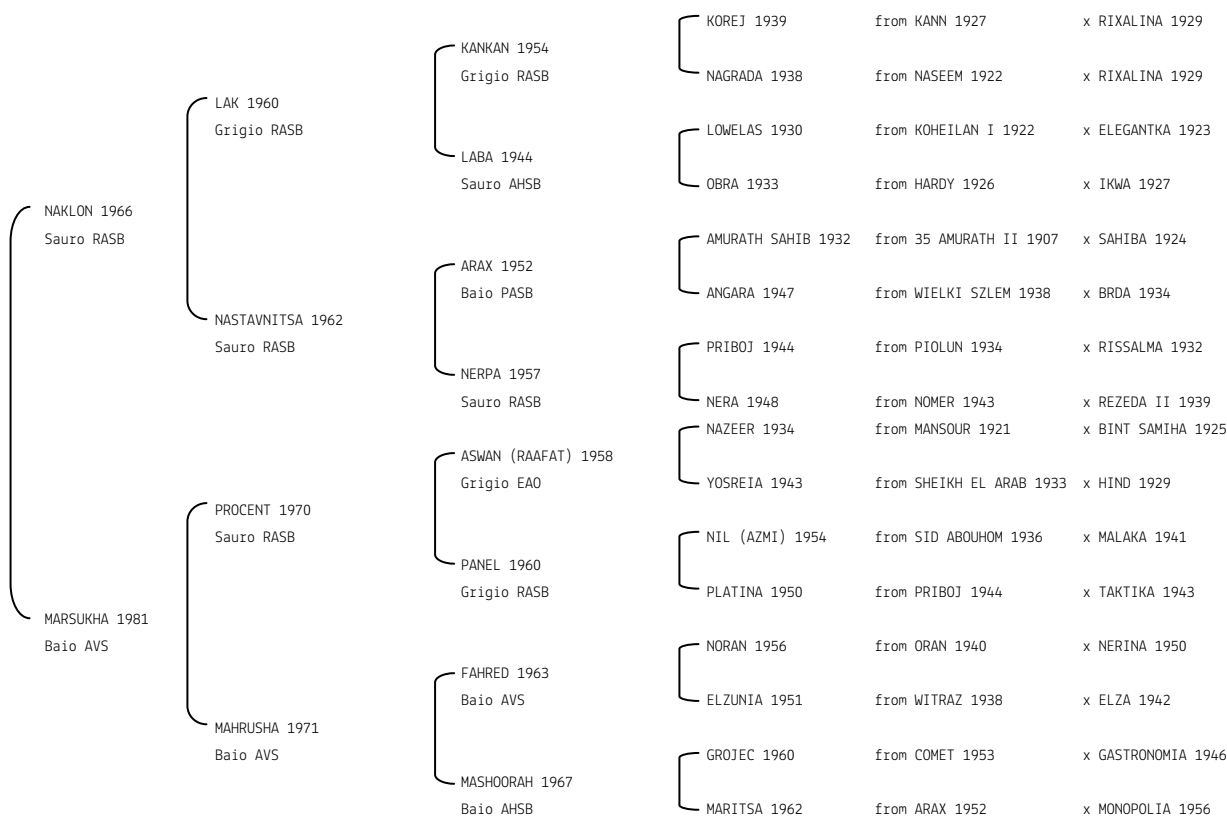 KOREJ 1939 from KANN 1927 x RIXALINA 1929
KANKAN 1954
Grigio RASB NAGRADA 1938 from NASEEM 1922 x RIXALINA 1929
LAK 1960
Grigio RASB LOWELAS 1930 from KOHEILAN I 1922 x ELEGANTKA 1923
LABA 1944
Sauro AHSB OBRA 1933 from HARDY 1926 x IKWA 1927
NAKLON 1966
Sauro RASB AMURATH SAHIB 1932 from 35 AMURATH II 1907 x SAHIBA 1924
ARAX 1952
Baio PASB ANGARA 1947 from WIELKI SZLEM 1938 x BRDA 1934
NASTAVNITSA 1962
Sauro RASB PRIBOJ 1944 from PIOLUN 1934 x RISSALMA 1932
NERPA 1957
Sauro RASB NERA 1948 from NOMER 1943 x REZEDA II 1939
NAZEER 1934 from MANSOUR 1921 x BINT SAMIHA 1925
ASWAN (RAAFAT) 1958
Grigio EAO YOSREIA 1943 from SHEIKH EL ARAB 1933 x HIND 1929
PROCENT 1970
Sauro RASB NIL (AZMI) 1954 from SID ABOUHOM 1936 x MALAKA 1941
PANEL 1960
Grigio RASB PLATINA 1950 from PRIBOJ 1944 x TAKTIKA 1943
MARSUKHA 1981
Baio AVS NORAN 1956 from ORAN 1940 x NERINA 1950
FAHRED 1963
Baio AVS ELZUNIA 1951 from WITRAZ 1938 x ELZA 1942
MAHRUSHA 1971
Baio AVS GROJEC 1960 from COMET 1953 x GASTRONOMIA 1946
MASHOORAH 1967
Baio AHSB MARITSA 1962 from ARAX 1952 x MONOPOLIA 1956